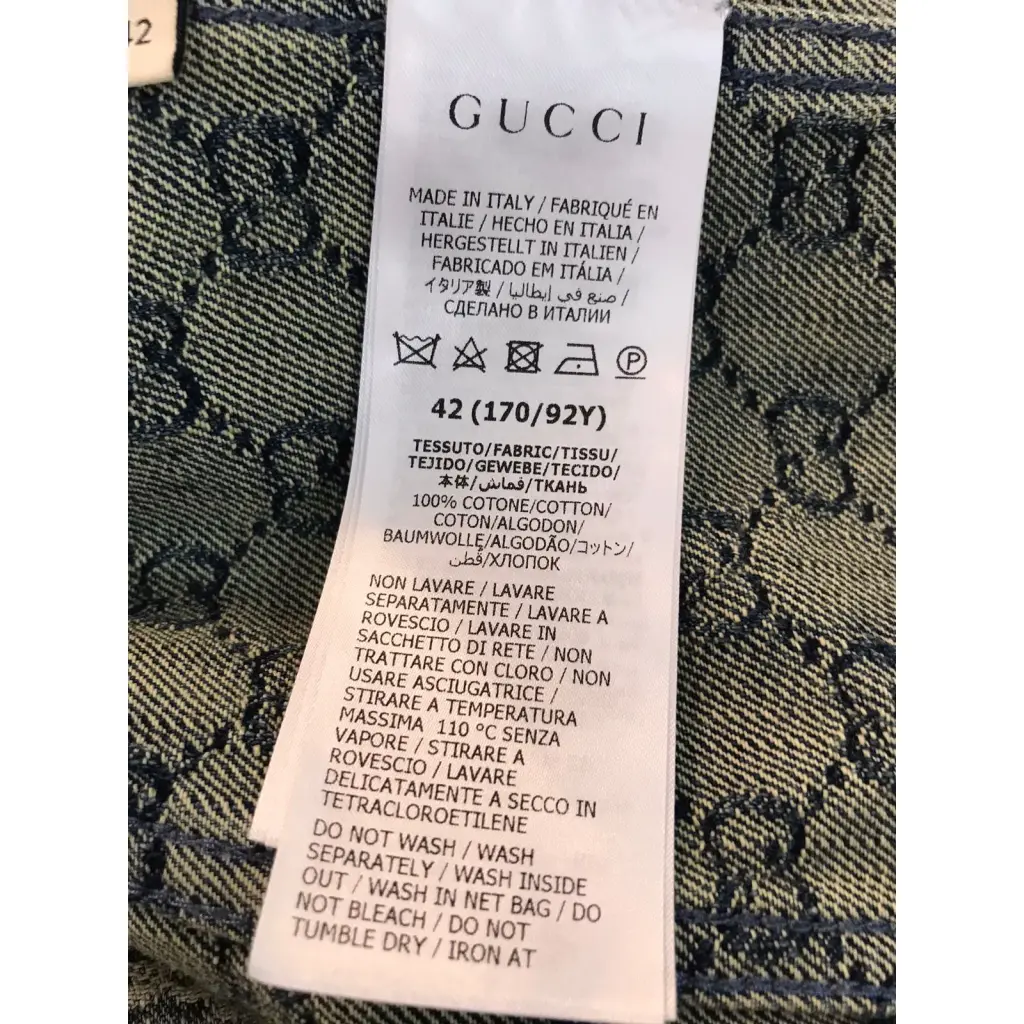 42
GUCCI
MADE IN ITALY / FABRIQUÉ EN
ITALIE / HECHO EN ITALIA /
HERGESTELLT IN ITALIEN /
FABRICADO EM ITÁLIA /
イタリア製 / صنع في إيطاليا /
СДЕЛАНО В ИТАЛИИ
P
42 (170/92Y)
TESSUTO/FABRIC/TISSU/
TEJIDO/GEWEBE/TECIDO/
本体/قماش/ТКАНЬ
100% COTONE/COTTON/
COTON/ALGODON/
BAUMWOLLE/ALGODÃO/コットン/
قُطن/ХЛОПОК
NON LAVARE / LAVARE
SEPARATAMENTE / LAVARE A
ROVESCIO / LAVARE IN
SACCHETTO DI RETE / NON
TRATTARE CON CLORO / NON
USARE ASCIUGATRICE /
STIRARE A TEMPERATURA
MASSIMA 110 °C SENZA
VAPORE / STIRARE A
ROVESCIO / LAVARE
DELICATAMENTE A SECCO IN
TETRACLOROETILENE
DO NOT WASH / WASH
SEPARATELY / WASH INSIDE
OUT / WASH IN NET BAG / DO
NOT BLEACH / DO NOT
TUMBLE DRY / IRON AT